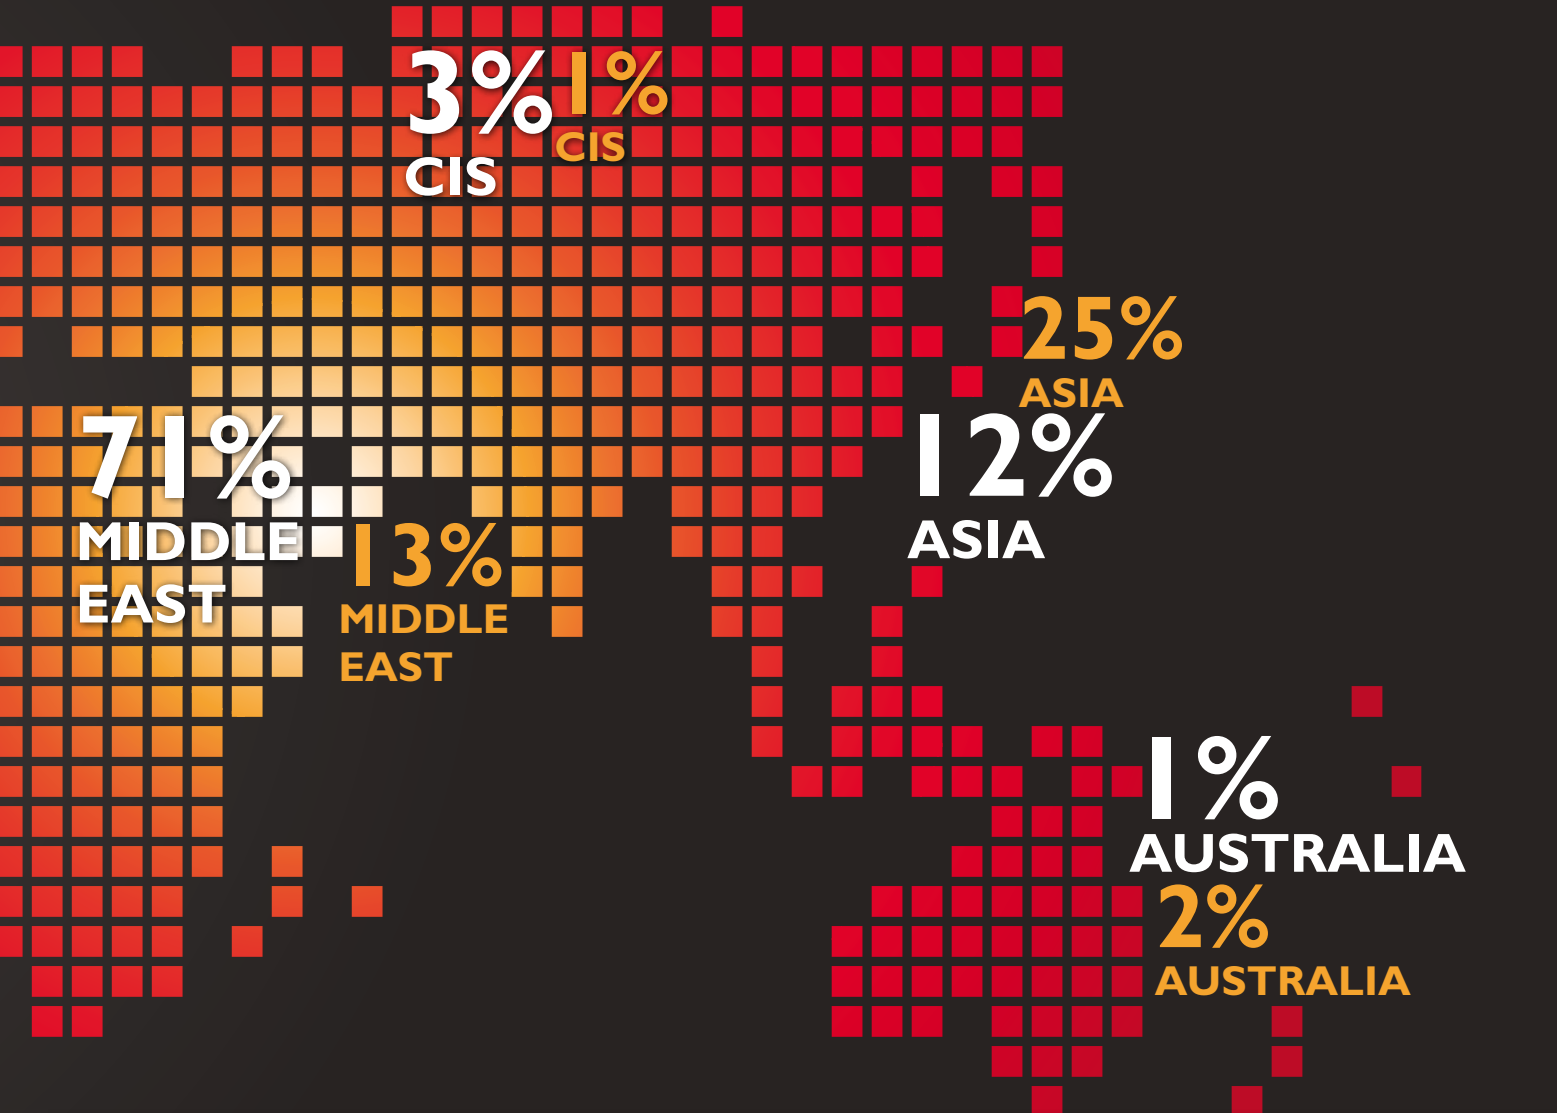 3%
CIS
1%
CIS
25%
ASIA
12%
ASIA
71%
MIDDLE
EAST
13%
MIDDLE
EAST
1%
AUSTRALIA
2%
AUSTRALIA